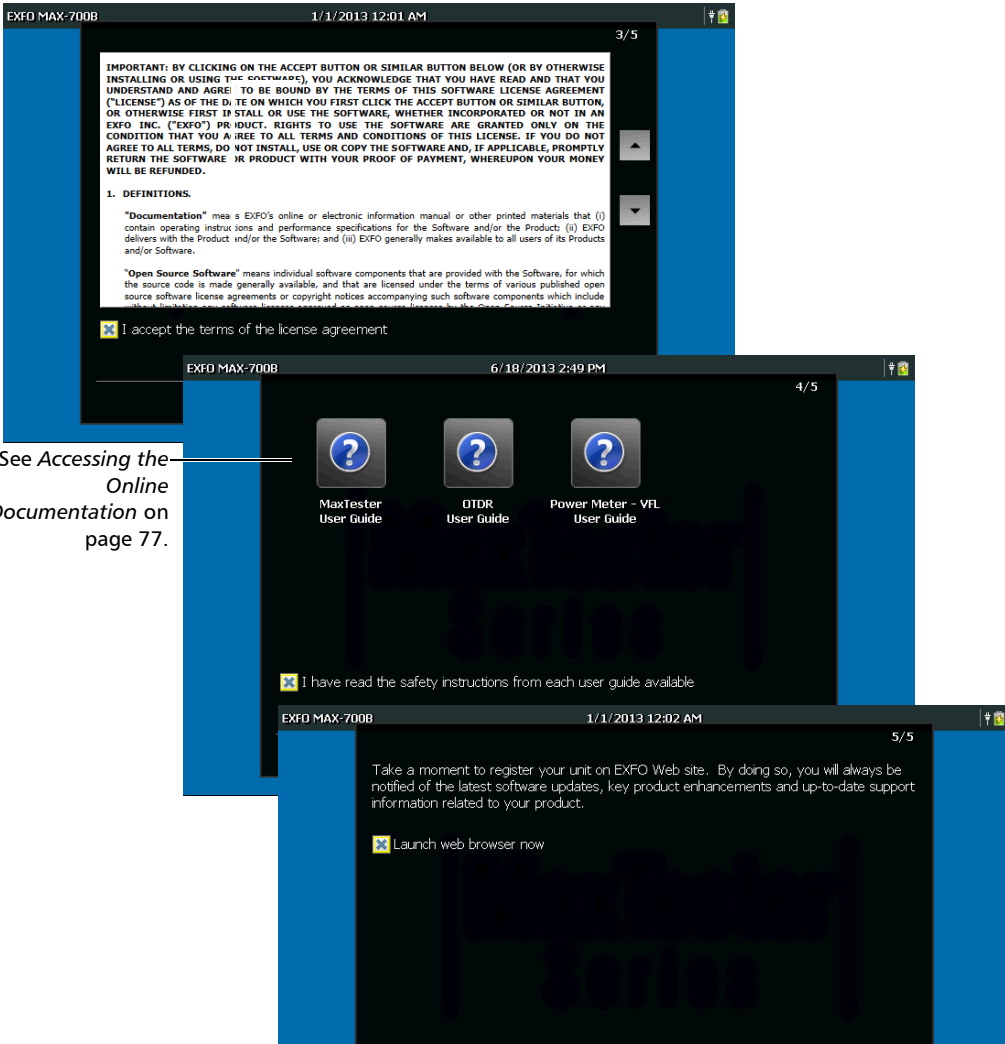 EXFO MAX-700B 1/1/2013 12:01 AM
3/5
IMPORTANT: BY CLICKING ON THE ACCEPT BUTTON OR SIMILAR BUTTON BELOW (OR BY OTHERWISE
INSTALLING OR USING THE SOFTWARE), YOU ACKNOWLEDGE THAT YOU HAVE READ AND THAT YOU
UNDERSTAND AND AGREE TO BE BOUND BY THE TERMS OF THIS SOFTWARE LICENSE AGREEMENT
("LICENSE") AS OF THE DATE ON WHICH YOU FIRST CLICK THE ACCEPT BUTTON OR SIMILAR BUTTON,
OR OTHERWISE FIRST INSTALL OR USE THE SOFTWARE, WHETHER INCORPORATED OR NOT IN AN
EXFO INC. ("EXFO") PRODUCT. RIGHTS TO USE THE SOFTWARE ARE GRANTED ONLY ON THE
CONDITION THAT YOU AGREE TO ALL TERMS AND CONDITIONS OF THIS LICENSE. IF YOU DO NOT
AGREE TO ALL TERMS, DO NOT INSTALL, USE OR COPY THE SOFTWARE AND, IF APPLICABLE, PROMPTLY
RETURN THE SOFTWARE OR PRODUCT WITH YOUR PROOF OF PAYMENT, WHEREUPON YOUR MONEY
WILL BE REFUNDED.
1. DEFINITIONS.
"Documentation" means EXFO's online or electronic information manual or other printed materials that (i)
contain operating instructions and performance specifications for the Software and/or the Product; (ii) EXFO
delivers with the Product and/or the Software; and (iii) EXFO generally makes available to all users of its Products
and/or Software.
"Open Source Software" means individual software components that are provided with the Software, for which
the source code is made generally available, and that are licensed under the terms of various published open
source software license agreements or copyright notices accompanying such software components which include
I accept the terms of the license agreement
EXFO MAX-700B 6/18/2013 2:49 PM
4/5
See Accessing the
Online
Documentation on
page 77.
MaxTester
User Guide
OTDR
User Guide
Power Meter - VFL
User Guide
MaxTester
Series
I have read the safety instructions from each user guide available
EXFO MAX-700B 1/1/2013 12:02 AM
5/5
Take a moment to register your unit on EXFO Web site. By doing so, you will always be
notified of the latest software updates, key product enhancements and up-to-date support
information related to your product.
Launch web browser now
MaxTester
Series